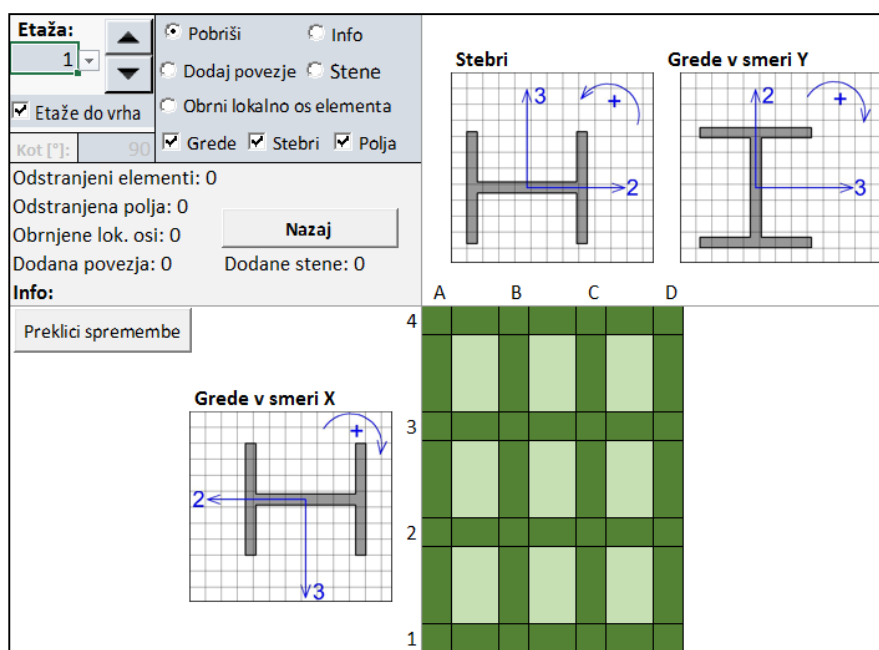 Etaža:
1
Etaže do vrha
Kot [°]: 90
Pobriši Info
Dodaj povezje Stene
Obrni lokalno os elementa
Grede Stebri Polja
Odstranjeni elementi: 0
Odstranjena polja: 0
Obrnjene lok. osi: 0
Nazaj
Dodana povezja: 0 Dodane stene: 0
Info:
Stebri
3
+
2
Grede v smeri Y
2
+
3
Preklici spremembe
Grede v smeri X
+
2
3
A B C D
4
3
2
1